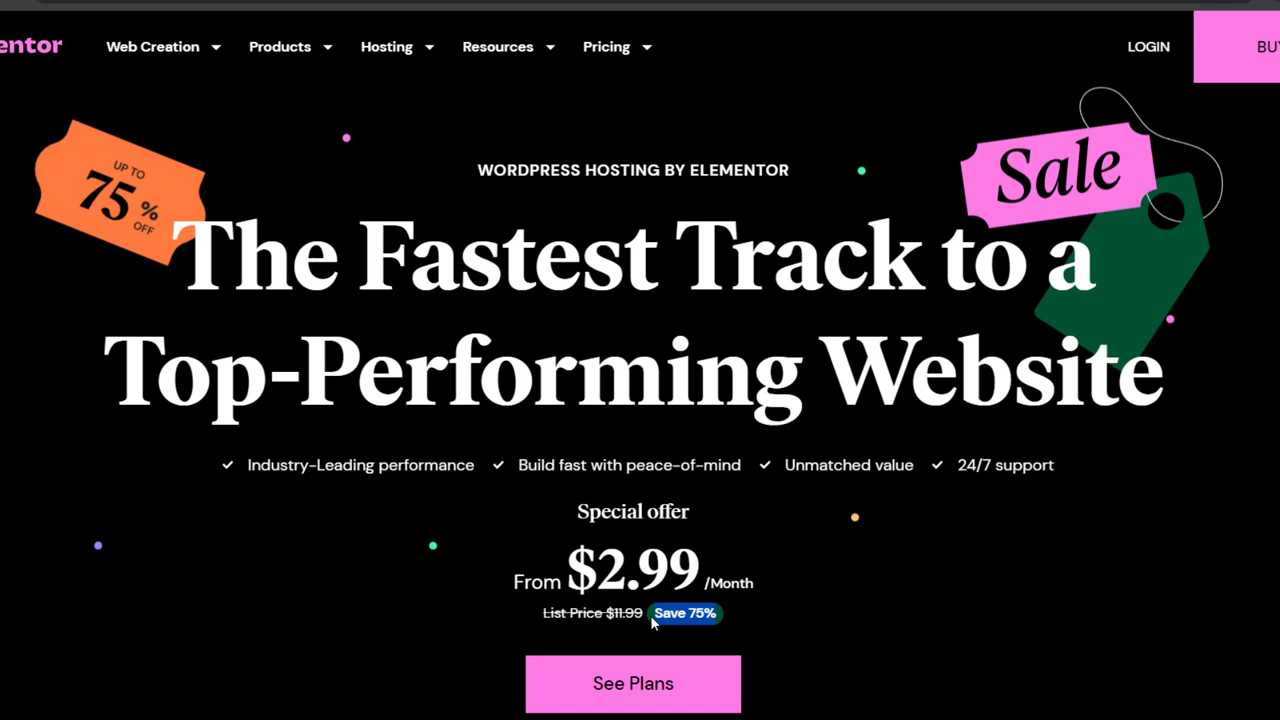 entor Web Creation Products Hosting Resources Pricing LOGIN BUY
UP TO
75 %
OFF
WORDPRESS HOSTING BY ELEMENTOR
Sale
The Fastest Track to a
Top-Performing Website
Industry-Leading performance Build fast with peace-of-mind Unmatched value 24/7 support
Special offer
From $2.99 /Month
List Price $11.99 Save 75%
See Plans